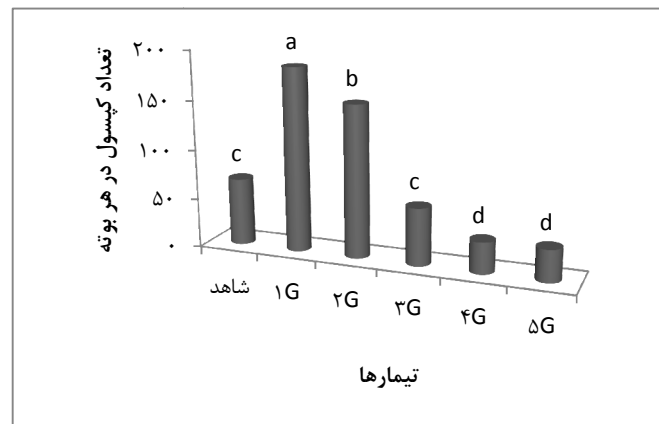 تعداد کپسول در هر بوته
۲۰۰
۱۵۰
۱۰۰
۵۰
۰
c
a
b
c
d
d
شاهد ۱G ۲G ۳G ۴G ۵G
تیمارها